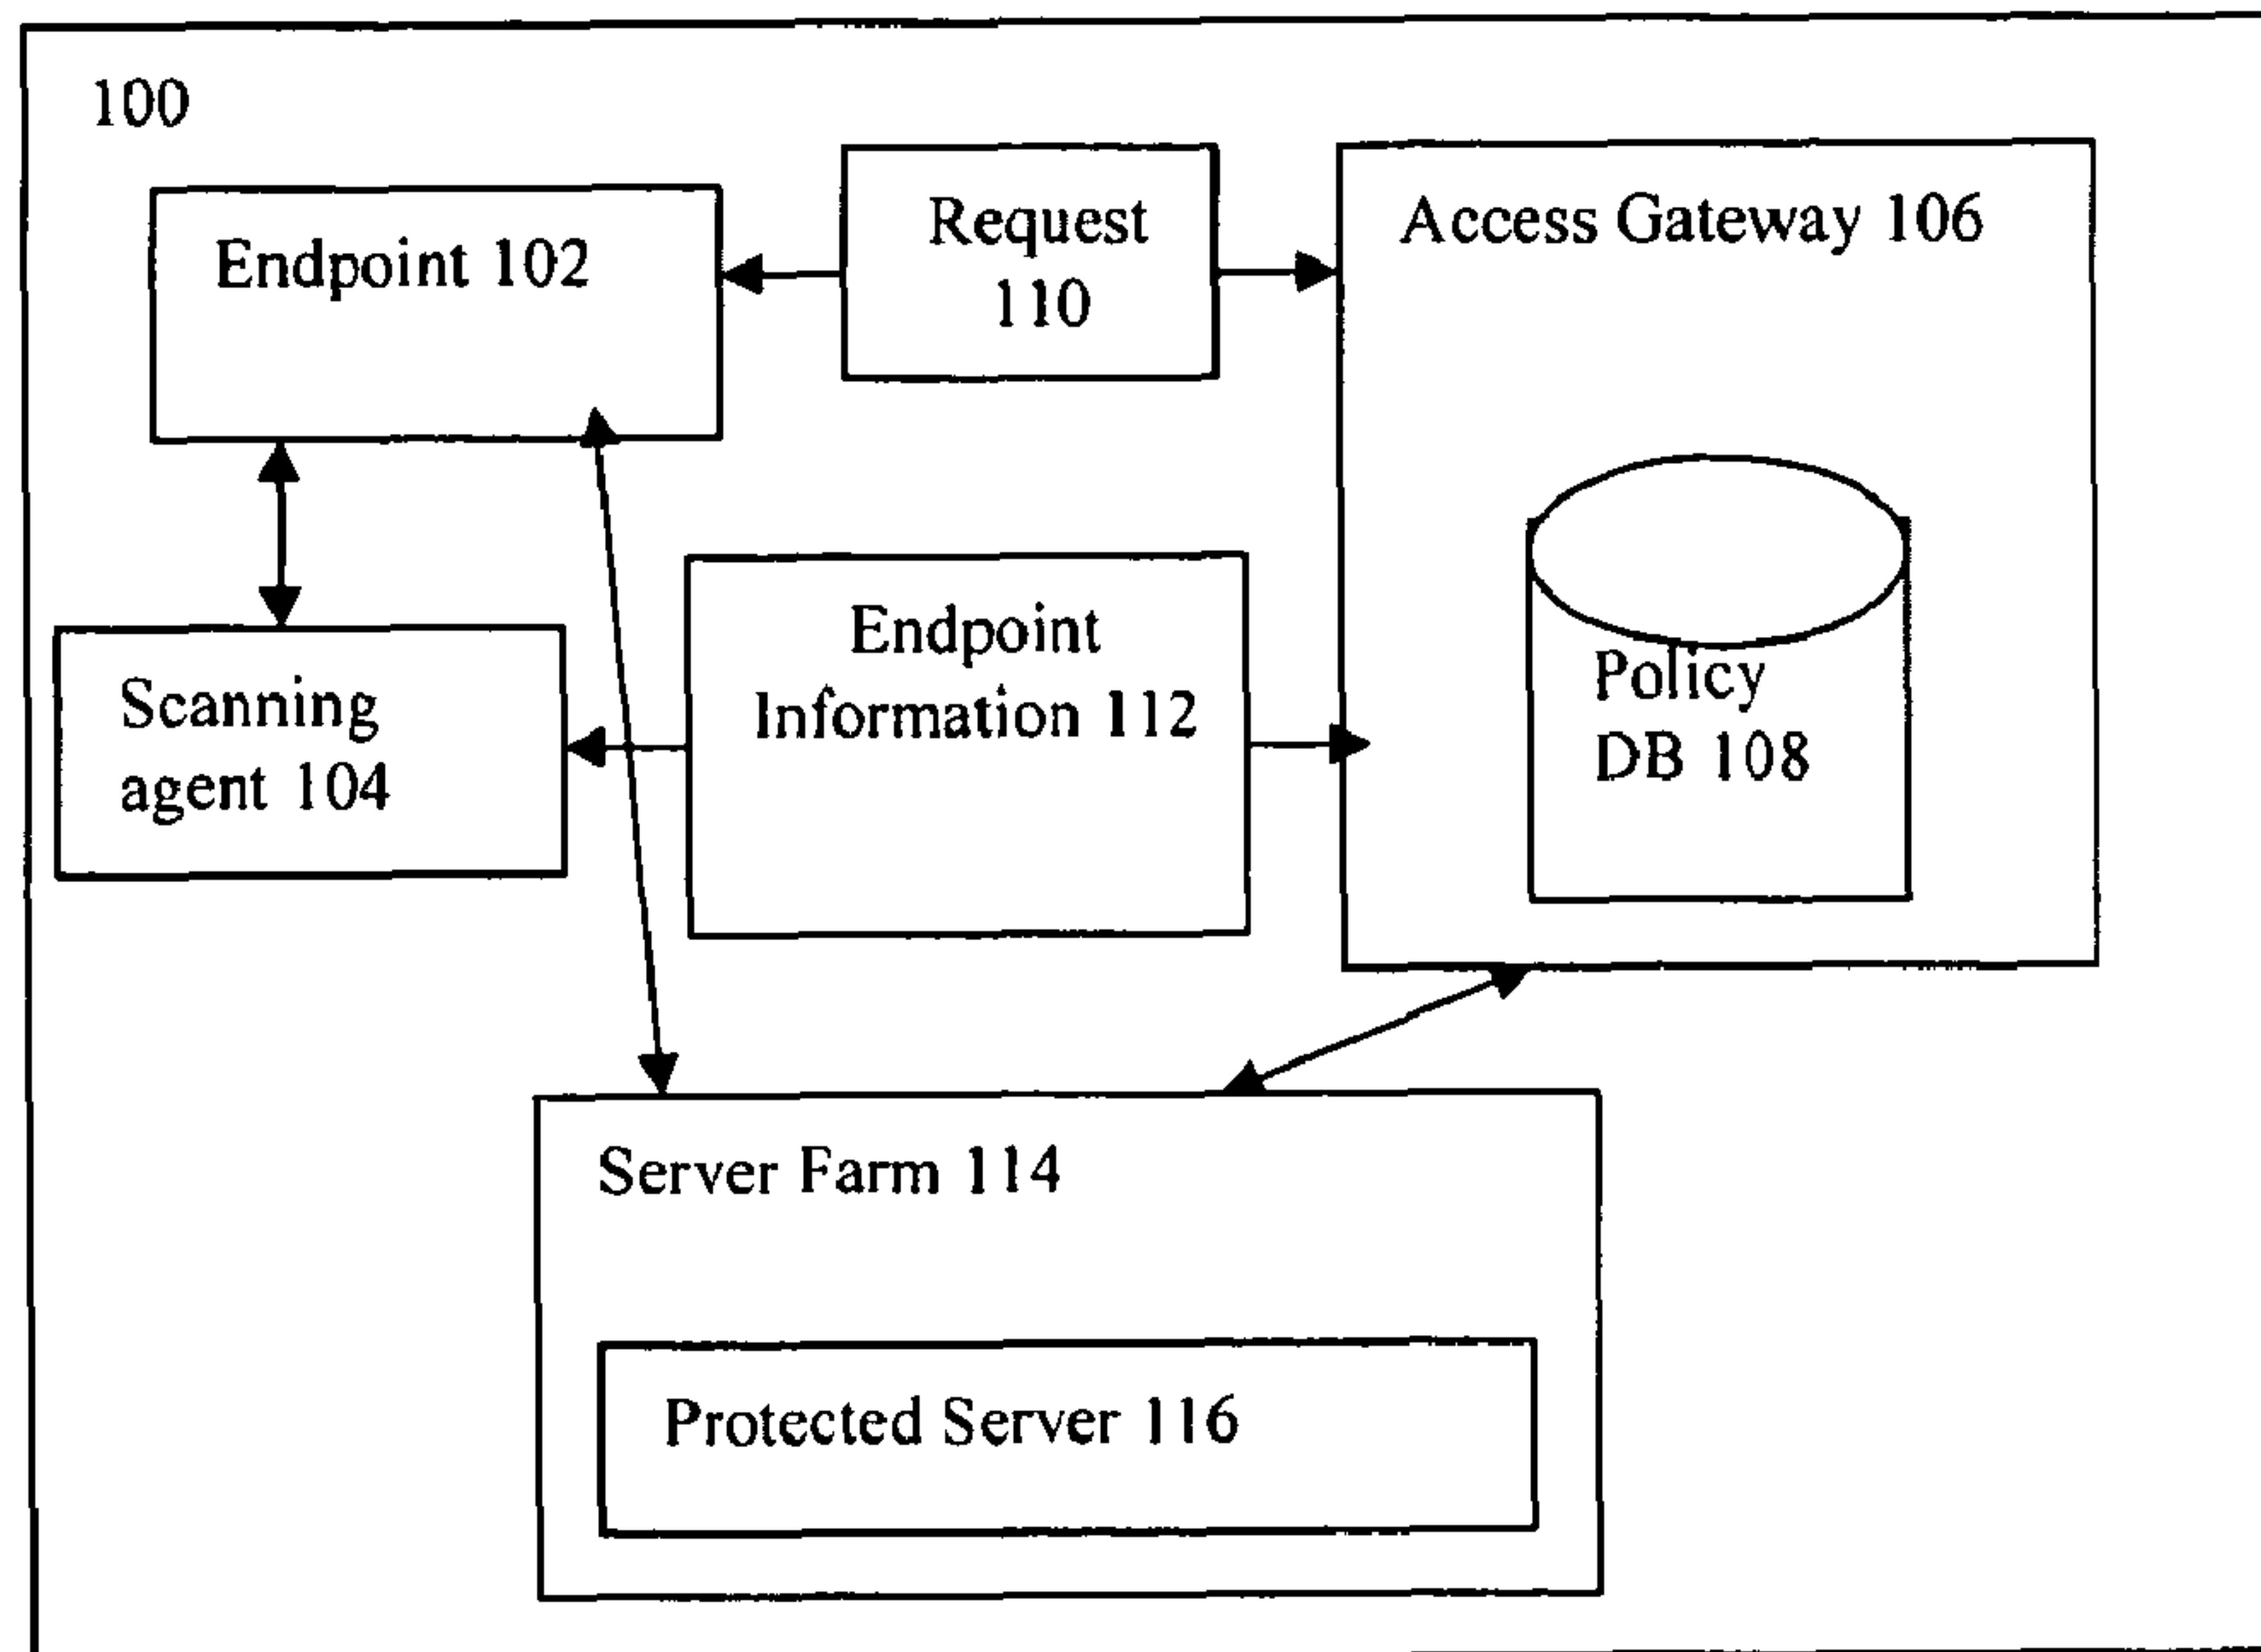 100
Endpoint 102
Request
110
Access Gateway 106
Scanning
agent 104
Endpoint
Information 112
Policy
DB 108
Server Farm 114
Protected Server 116